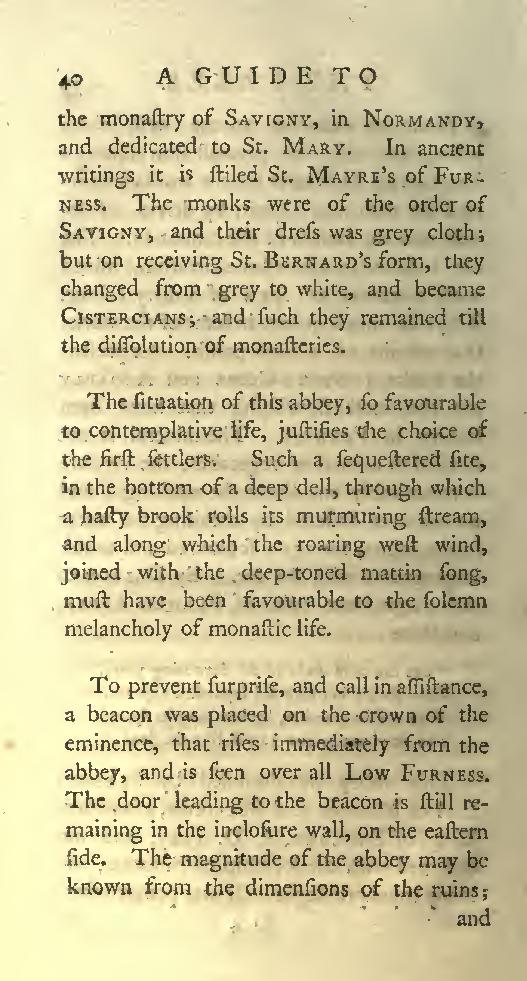 40 A GUIDE TO
the monaſtry of SAVIGNY, in NORMANDY,
and dedicated to St. MARY. In ancient
writings it is ſtiled St. MAYRE's of FUR-
NESS. The monks were of the order of
SAVIGNY, and their dreſs was grey cloth;
but on receiving St. BERNARD's form, they
changed from grey to white, and became
CISTERCIANS; and ſuch they remained till
the diſſolution of monaſteries.
The ſituation of this abbey, ſo favourable
to contemplative life, juſtifies the choice of
the firſt ſettlers. Such a ſequeſtered ſite,
in the bottom of a deep dell, through which
a haſty brook rolls its murmuring ſtream,
and along which the roaring weſt wind,
joined with the deep-toned mattin ſong,
muſt have been favourable to the ſolemn
melancholy of monaſtic life.
To prevent ſurpriſe, and call in aſſiſtance,
a beacon was placed on the crown of the
eminence, that riſes immediately from the
abbey, and is ſeen over all Low FURNESS.
The door leading to the beacon is ſtill re-
maining in the incloſure wall, on the eaſtern
ſide. The magnitude of the abbey may be
known from the dimenſions of the ruins;
and